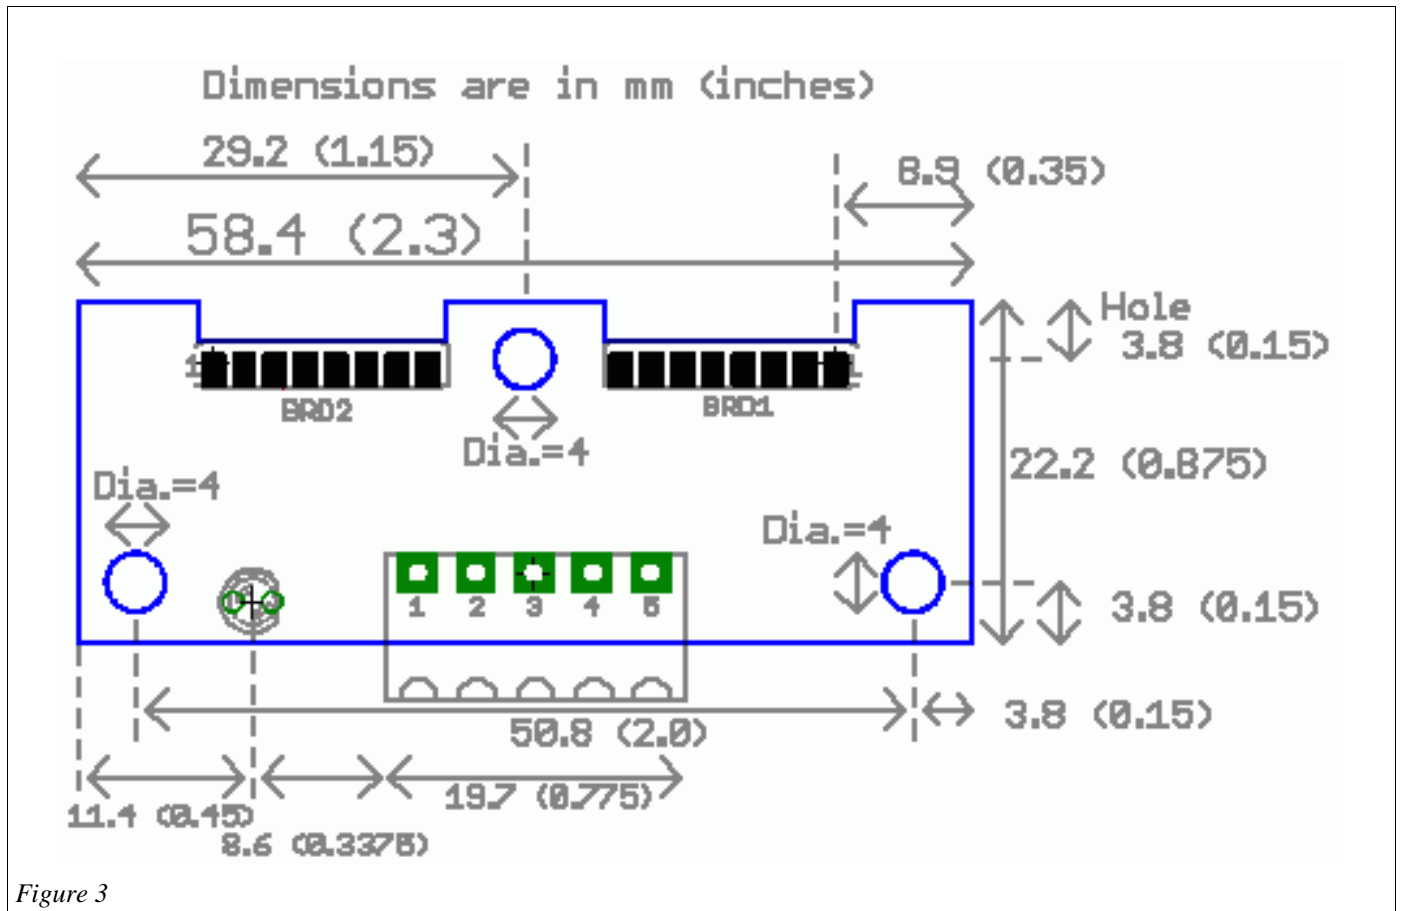 Dimensions are in mm (inches)
29.2 (1.15)
8.9 (0.35)
58.4 (2.3)
Hole
3.8 (0.15)
1
1
BRD2
BRD1
Dia.=4
22.2 (0.875)
Dia.=4
Dia.=4
1 2 3 4 5
3.8 (0.15)
3.8 (0.15)
50.8 (2.0)
19.7 (0.775)
11.4 (0.45)
8.6 (0.3375)
Figure 3